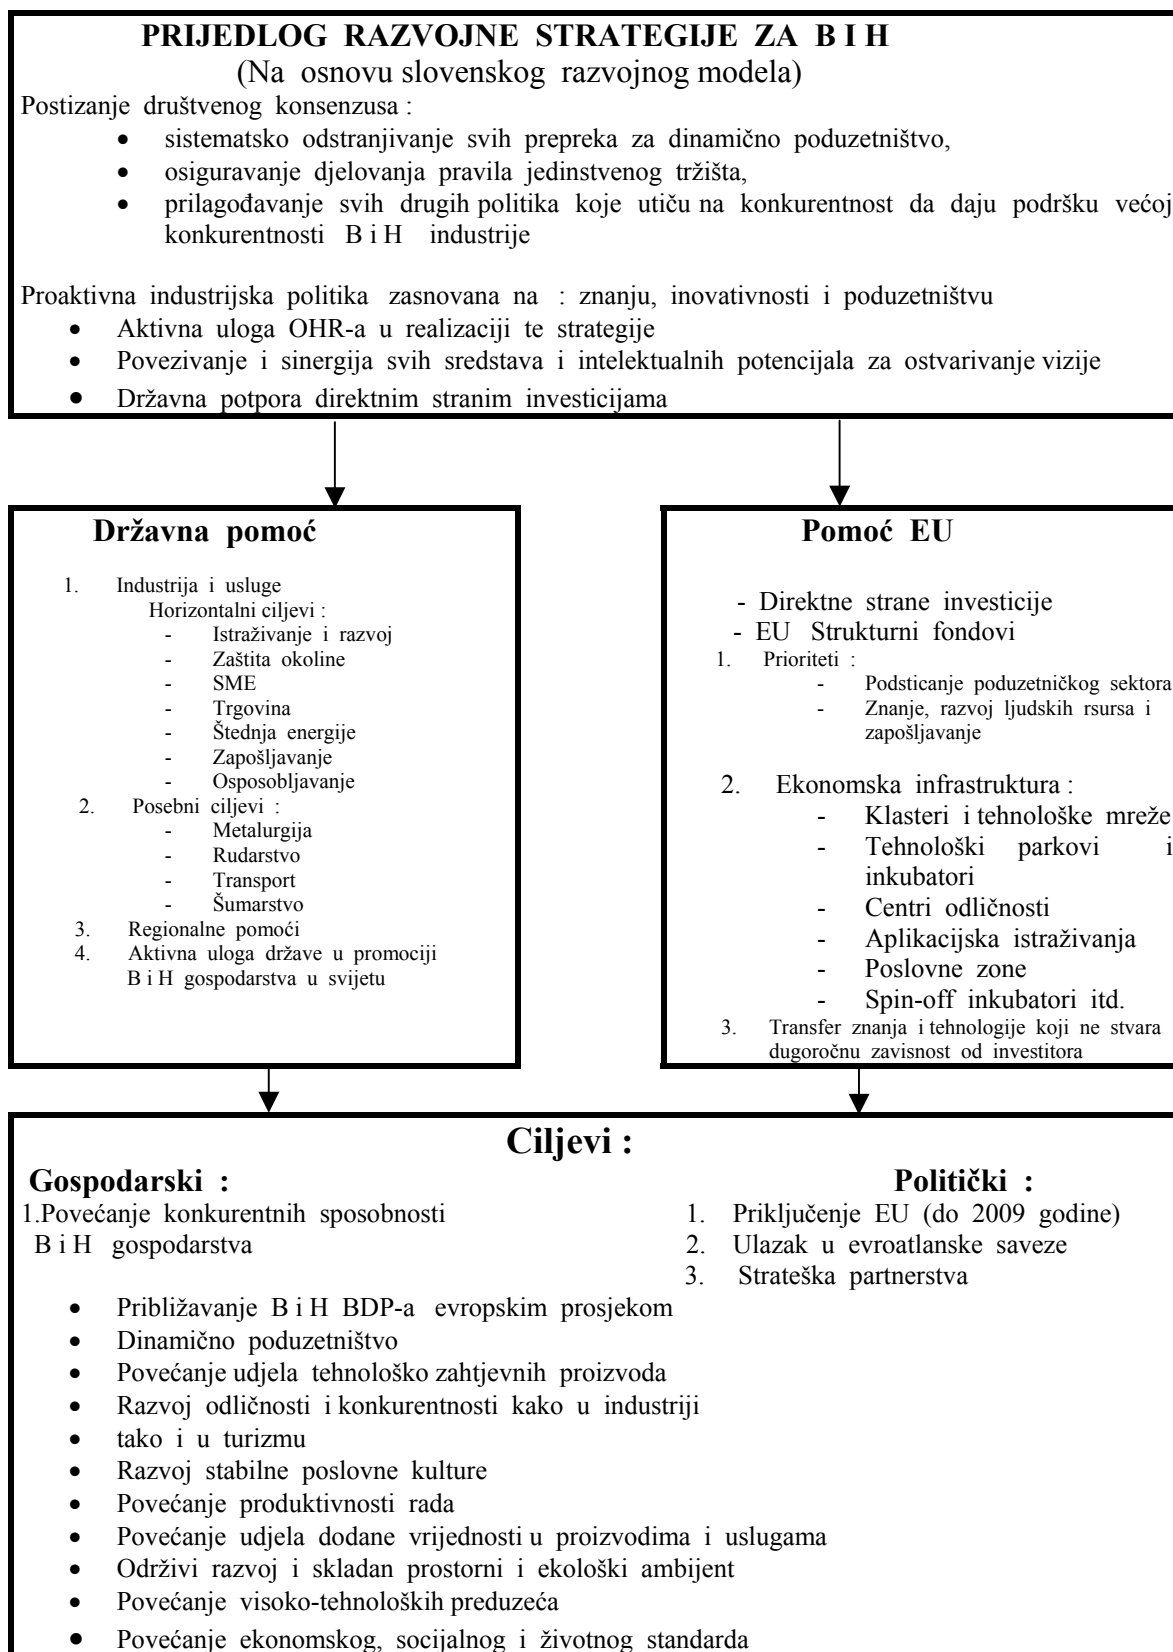 PRIJEDLOG RAZVOJNE STRATEGIJE ZA B I H
(Na osnovu slovenskog razvojnog modela)
Postizanje društvenog konsenzusa :
• sistematsko odstranjivanje svih prepreka za dinamično poduzetništvo,
• osiguravanje djelovanja pravila jedinstvenog tržišta,
• prilagođavanje svih drugih politika koje utiču na konkurentnost da daju podršku većoj
konkurentnosti B i H industrije
Proaktivna industrijska politika zasnovana na : znanju, inovativnosti i poduzetništvu
• Aktivna uloga OHR-a u realizaciji te strategije
• Povezivanje i sinergija svih sredstava i intelektualnih potencijala za ostvarivanje vizije
• Državna potpora direktnim stranim investicijama
Državna pomoć
1. Industrija i usluge
Horizontalni ciljevi :
- Istraživanje i razvoj
- Zaštita okoline
- SME
- Trgovina
- Štednja energije
- Zapošljavanje
- Osposobljavanje
2. Posebni ciljevi :
- Metalurgija
- Rudarstvo
- Transport
- Šumarstvo
3. Regionalne pomoći
4. Aktivna uloga države u promociji
B i H gospodarstva u svijetu
Pomoć EU
- Direktne strane investicije
- EU Strukturni fondovi
1. Prioriteti :
- Podsticanje poduzetničkog sektora
- Znanje, razvoj ljudskih rsursa i
zapošljavanje
2. Ekonomska infrastruktura :
- Klasteri i tehnološke mreže
- Tehnološki parkovi i
inkubatori
- Centri odličnosti
- Aplikacijska istraživanja
- Poslovne zone
- Spin-off inkubatori itd.
3. Transfer znanja i tehnologije koji ne stvara
dugoročnu zavisnost od investitora
Ciljevi :
Gospodarski :
1.Povećanje konkurentnih sposobnosti
B i H gospodarstva
Politički :
1. Priključenje EU (do 2009 godine)
2. Ulazak u evroatlanske saveze
3. Strateška partnerstva
• Približavanje B i H BDP-a evropskim prosjekom
• Dinamično poduzetništvo
• Povećanje udjela tehnološko zahtjevnih proizvoda
• Razvoj odličnosti i konkurentnosti kako u industriji
• tako i u turizmu
• Razvoj stabilne poslovne kulture
• Povećanje produktivnosti rada
• Povećanje udjela dodane vrijednosti u proizvodima i uslugama
• Održivi razvoj i skladan prostorni i ekološki ambijent
• Povećanje visoko-tehnoloških preduzeća
• Povećanje ekonomskog, socijalnog i životnog standarda